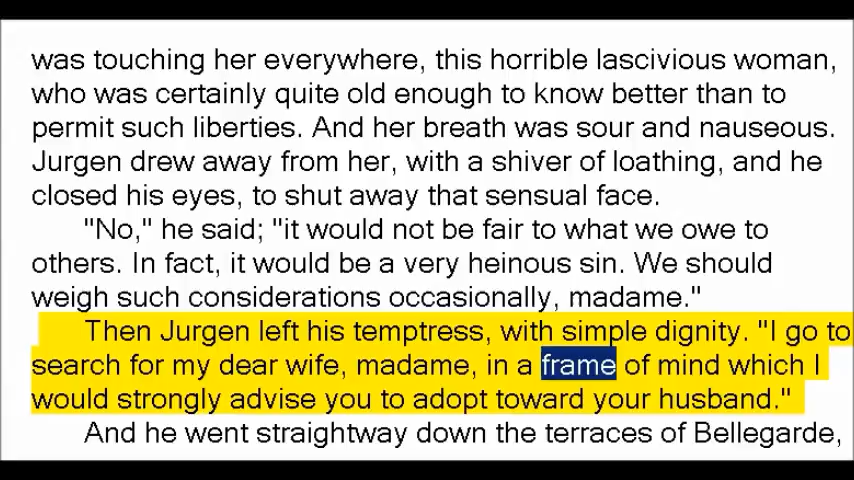 was touching her everywhere, this horrible lascivious woman,
who was certainly quite old enough to know better than to
permit such liberties. And her breath was sour and nauseous.
Jurgen drew away from her, with a shiver of loathing, and he
closed his eyes, to shut away that sensual face.
"No," he said; "it would not be fair to what we owe to
others. In fact, it would be a very heinous sin. We should
weigh such considerations occasionally, madame."
Then Jurgen left his temptress, with simple dignity. "I go to
search for my dear wife, madame, in a frame of mind which I
would strongly advise you to adopt toward your husband."
And he went straightway down the terraces of Bellegarde,